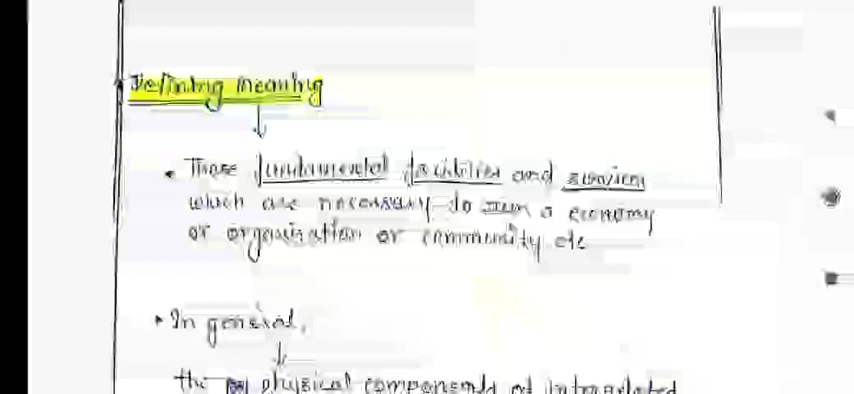 Defining Meaning
• Those fundamental facilities and services
which are necessary to run a economy
or organization or community etc
• In general,
the physical components of interrelated